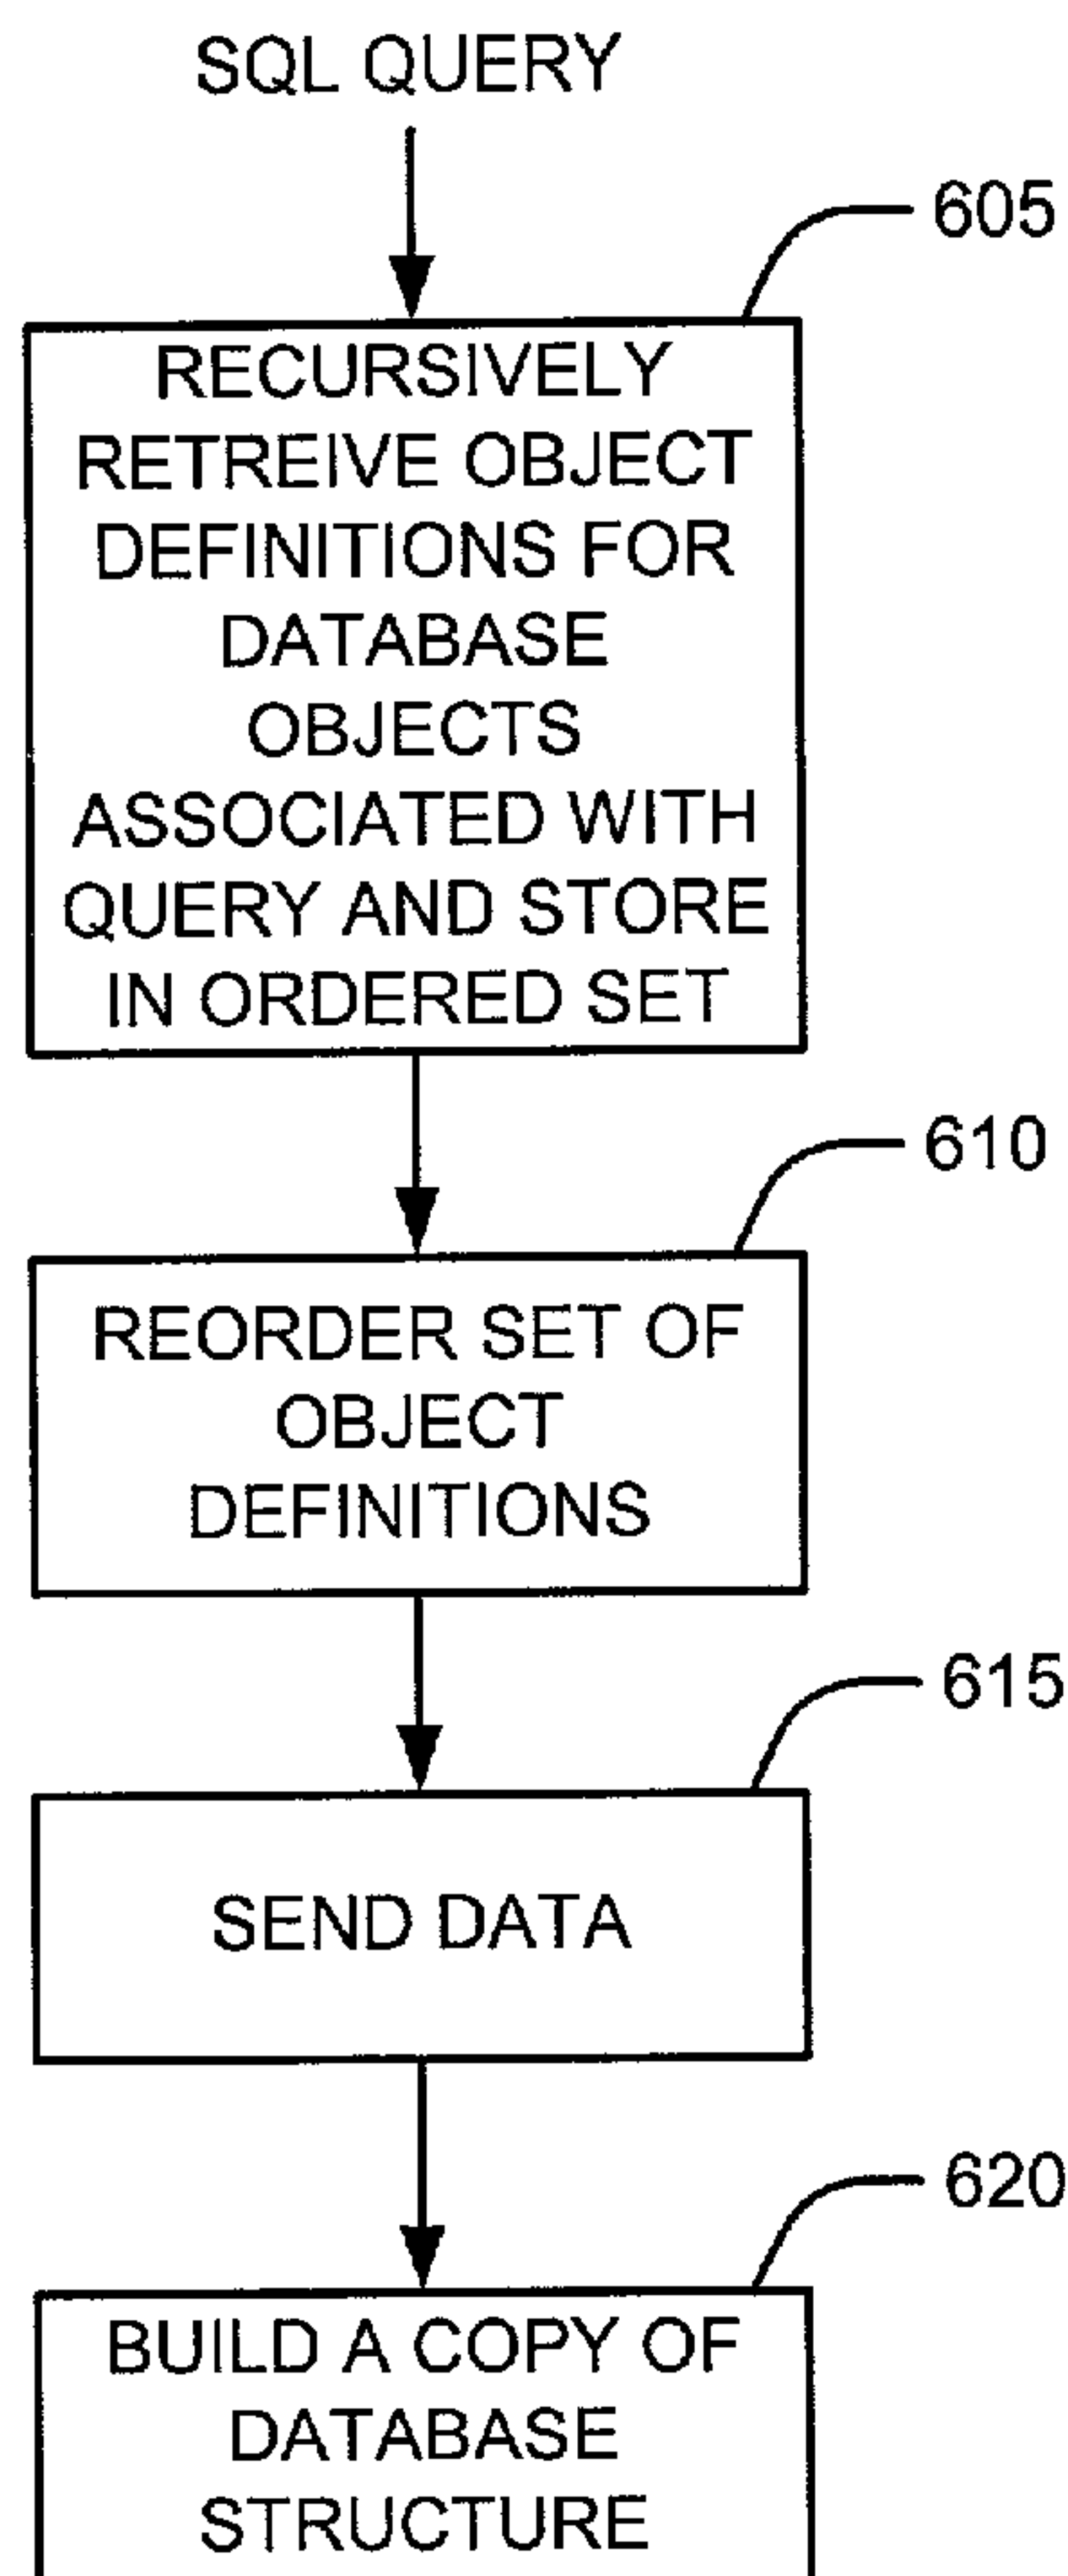 SQL QUERY
605
RECURSIVELY
RETREIVE OBJECT
DEFINITIONS FOR
DATABASE
OBJECTS
ASSOCIATED WITH
QUERY AND STORE
IN ORDERED SET
610
REORDER SET OF
OBJECT
DEFINITIONS
615
SEND DATA
620
BUILD A COPY OF
DATABASE
STRUCTURE